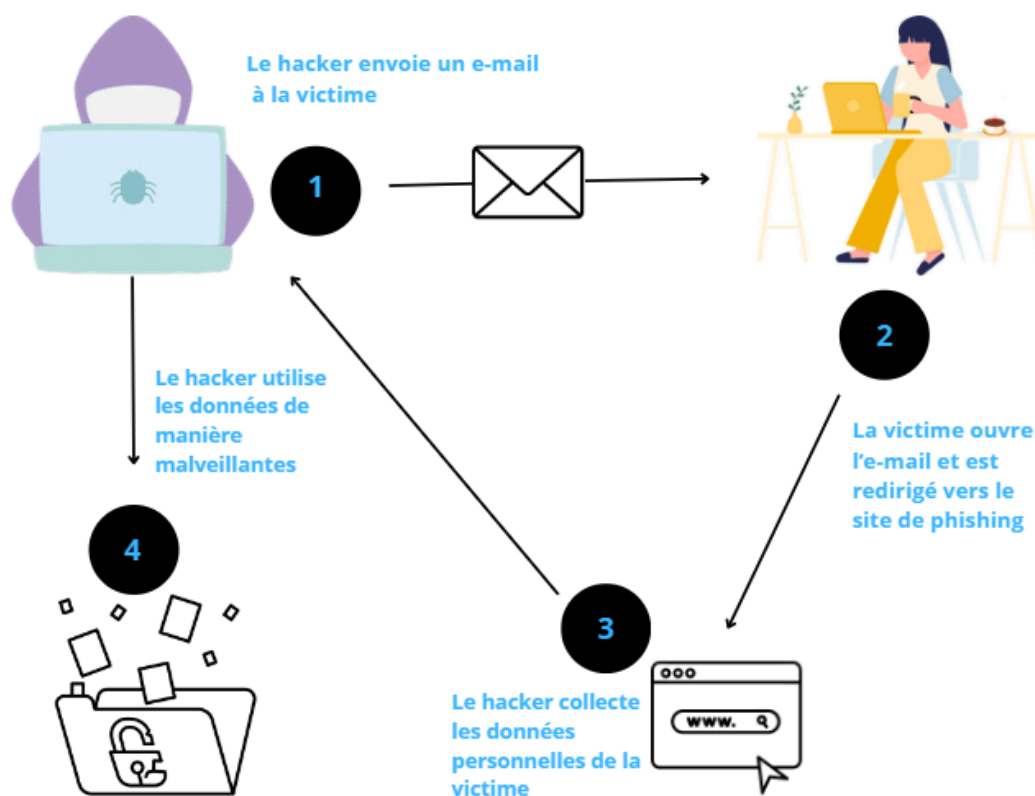 Le hacker envoie un e-mail
à la victime
1
2
La victime ouvre
l'e-mail et est
redirigé vers le
site de phishing
3
Le hacker collecte
les données
personnelles de la
victime
www.
Le hacker utilise
les données de
manière
malveillantes
4